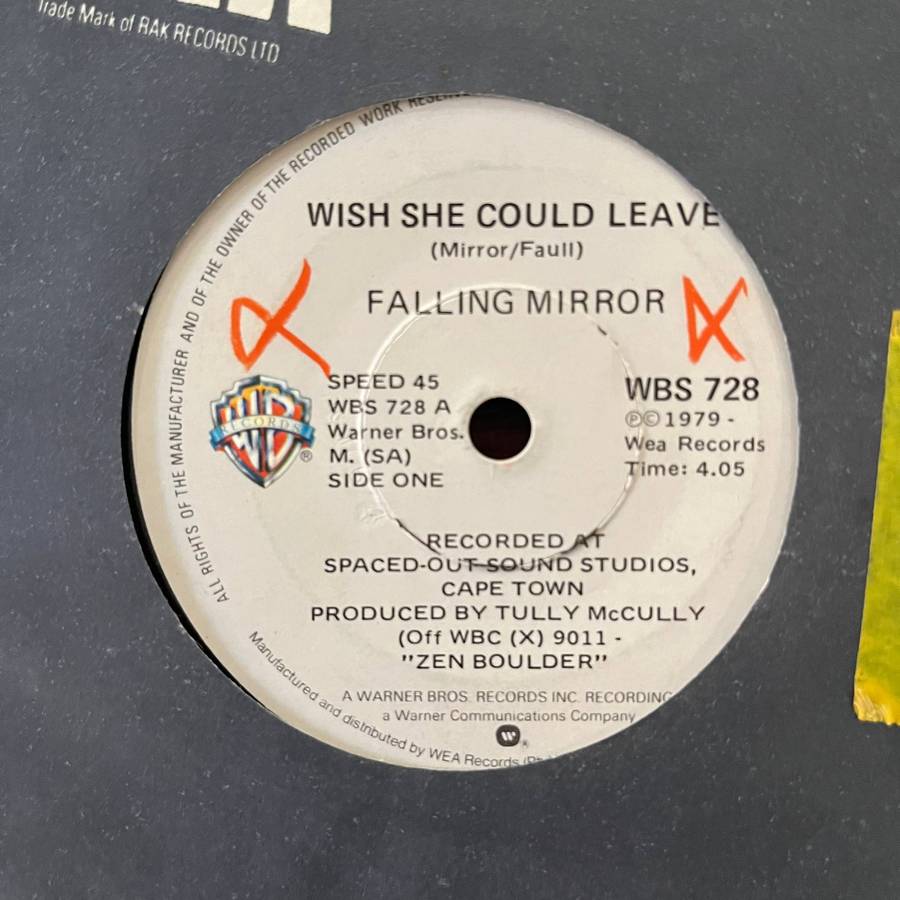 Trade Mark of RAK RECORDS LTD
ALL RIGHTS OF THE MANUFACTURER AND OF THE OWNER OF THE RECORDED WORK
WISH SHE COULD LEAVE
(Mirror/Faull)
FALLING MIRROR
SPEED 45
WBS 728 A
Warner Bros.
M. (SA)
SIDE ONE
WBS 728
ⓅⒸ1979 -
Wea Records
Time: 4.05
RECORDS
®
RECORDED AT
SPACED-OUT SOUND STUDIOS,
CAPE TOWN
PRODUCED BY TULLY McCULLY
(Off WBC (X) 9011 -
"ZEN BOULDER"
A WARNER BROS. RECORDS INC. RECORDING
a Warner Communications Company
®
Manufactured and distributed by WEA Records